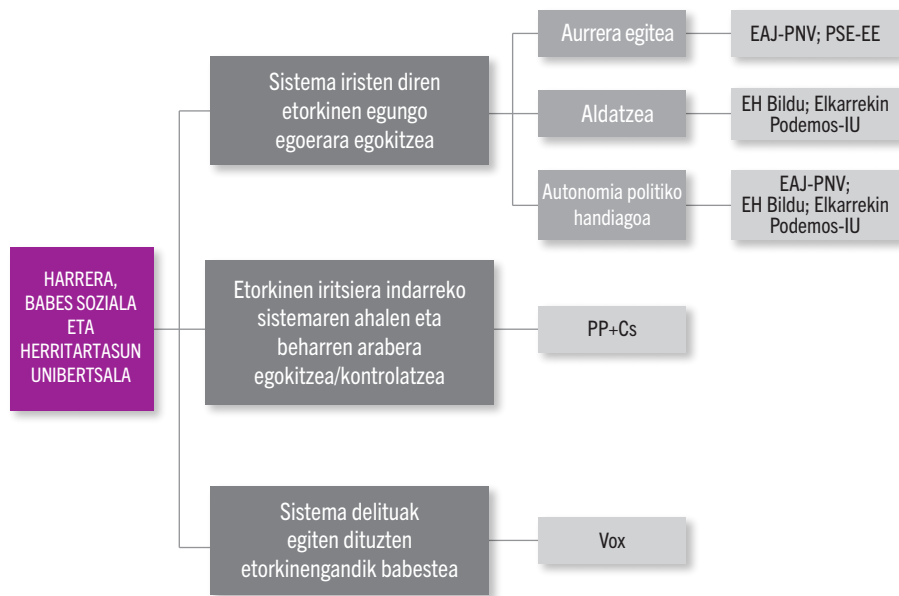 HARRERA,
BABES SOZIALA
ETA
HERRITARTASUN
UNIBERTSALA
Sistema iristen diren
etorkinen egungo
egoerara egokitzea
Aurrera egitea
EAJ-PNV; PSE-EE
Aldatzea
EH Bildu; Elkarrekin
Podemos-IU
Autonomia politiko
handiagoa
EAJ-PNV;
EH Bildu; Elkarrekin
Podemos-IU
Etorkinen iritsiera indarreko
sistemaren ahalen eta
beharren arabera
egokitzea/kontrolatzea
PP+Cs
Sistema delituak
egiten dituzten
etorkinengandik babestea
Vox